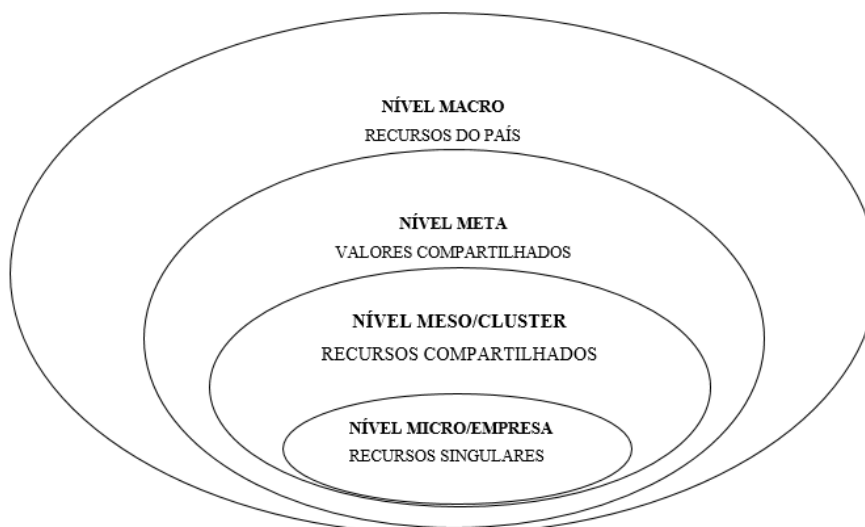 NÍVEL MACRO
RECURSOS DO PAÍS
NÍVEL META
VALORES COMPARTILHADOS
NÍVEL MESO/CLUSTER
RECURSOS COMPARTILHADOS
NÍVEL MICRO/EMPRESA
RECURSOS SINGULARES